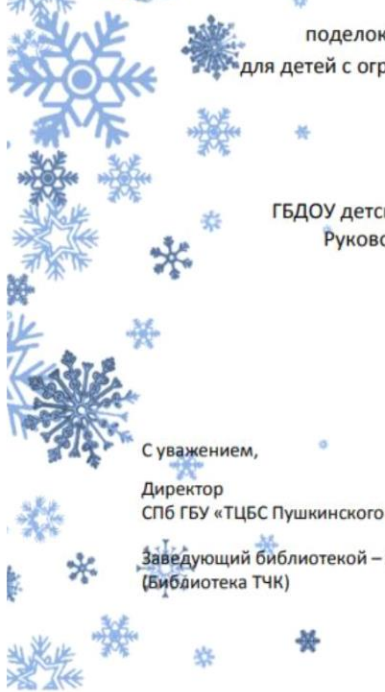 поделок
для детей с огр
ГБДОУ детс
Руково
С уважением,
Директор
СПб ГБУ «ТЦБС Пушкинского
Заведующий библиотекой –
(Библиотека ТЧК)